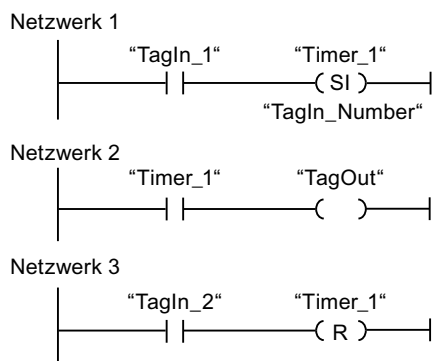 Netzwerk 1
“TagIn_1“ “Timer_1“
SI
“TagIn_Number“
Netzwerk 2
“Timer_1“ “TagOut“
Netzwerk 3
“TagIn_2“ “Timer_1“
R